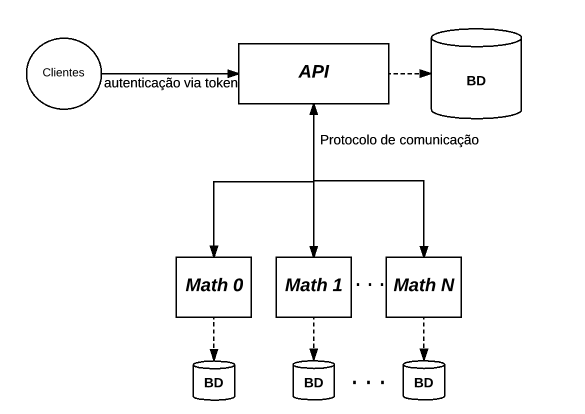 Clientes
autenticação via token
API
BD
Protocolo de comunicação
Math 0
Math 1
. . .
Math N
BD
BD
. . .
BD